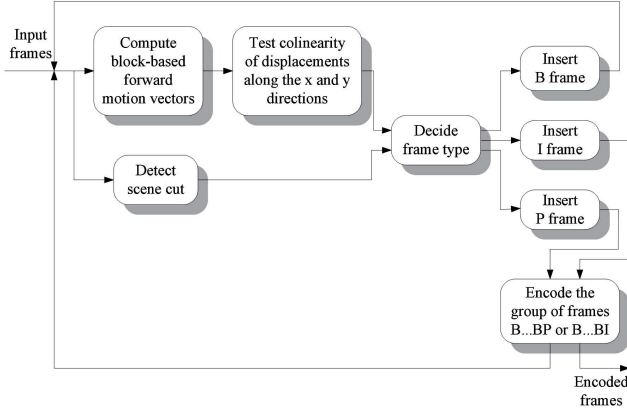 Input
frames
Compute
block-based
forward
motion vectors
Test colinearity
of displacements
along the x and y
directions
Detect
scene cut
Decide
frame type
Insert
B frame
Insert
I frame
Insert
P frame
Encode the
group of frames
B...BP or B...BI
Encoded
frames